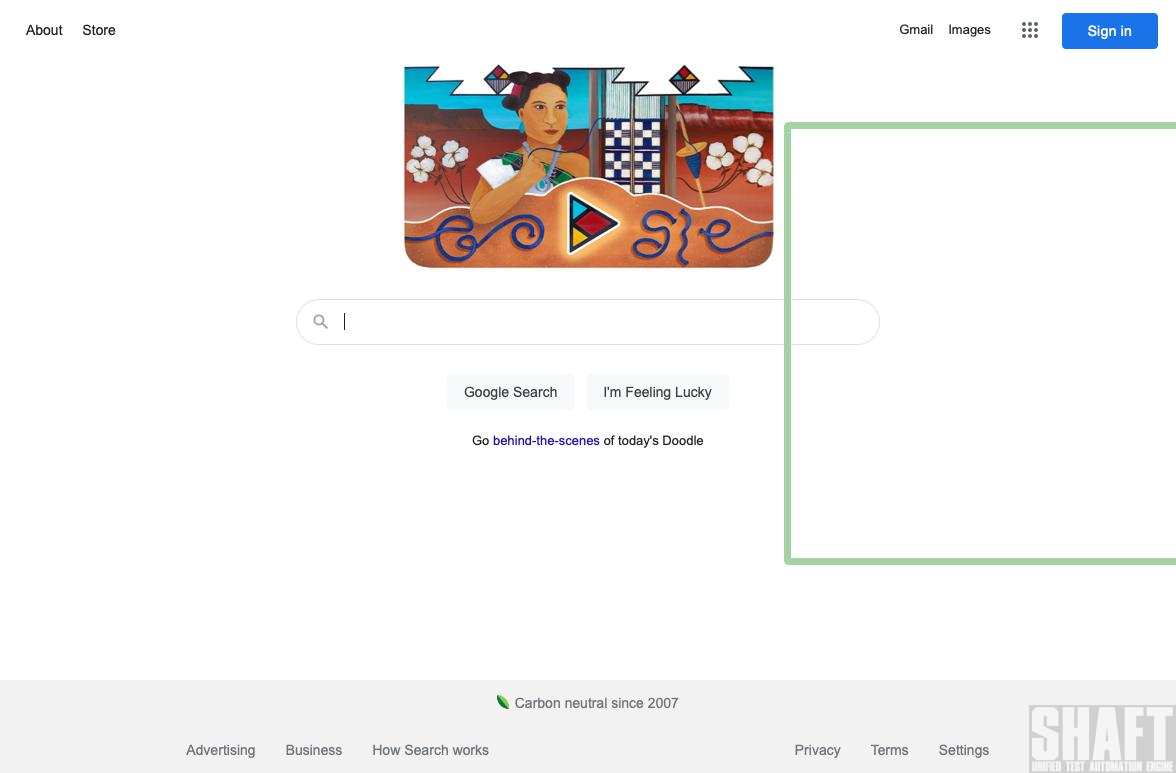 About Store
Gmail Images
Sign in
Google Search
I'm Feeling Lucky
Go behind-the-scenes of today's Doodle
Carbon neutral since 2007
Advertising Business How Search works
Privacy Terms Settings
SHAFT
UNIFIED TEST AUTOMATION ENGINE